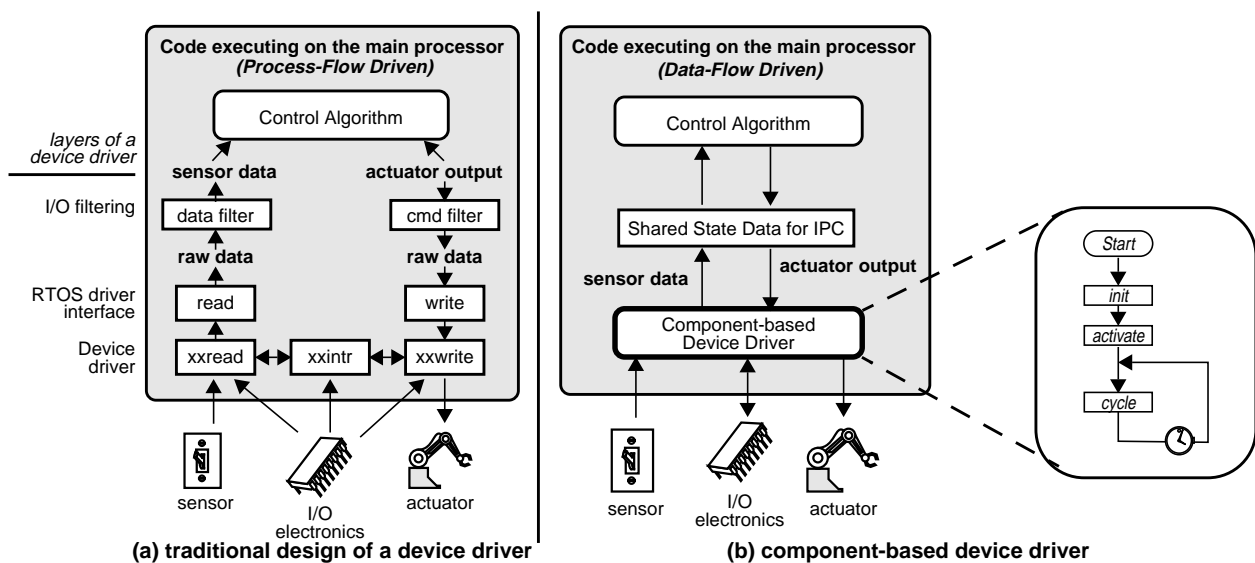 Code executing on the main processor
(Process-Flow Driven)
Control Algorithm
layers of a
device driver
sensor data
actuator output
I/O filtering
data filter
cmd filter
raw data
raw data
RTOS driver
interface
read
write
Device
driver
xxread
xxintr
xxwrite
sensor
I/O
electronics
actuator
(a) traditional design of a device driver
Code executing on the main processor
(Data-Flow Driven)
Control Algorithm
Shared State Data for IPC
sensor data
actuator output
Component-based
Device Driver
sensor
I/O
electronics
actuator
Start
init
activate
cycle
(b) component-based device driver